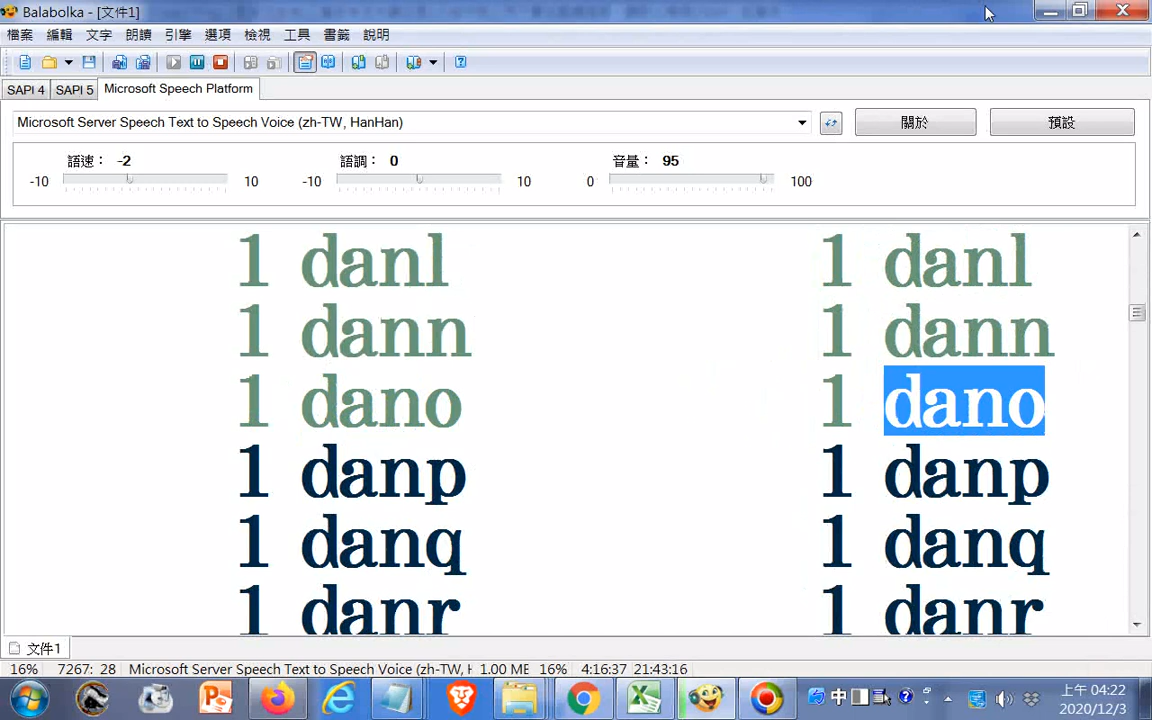 Balabolka - [文件1]
檔案 編輯 文字 朗讀 引擎 選項 檢視 工具 書籤 說明
SAPI 4 SAPI 5 Microsoft Speech Platform
Microsoft Server Speech Text to Speech Voice (zh-TW, HanHan) 關於 預設
語速： -2 語調： 0 音量： 95
-10 10 -10 10 0 100
1 danl 1 danl
1 dann 1 dann
1 dano 1 dano
1 danp 1 danp
1 danq 1 danq
1 danr 1 danr
文件1
16% 7267: 28 Microsoft Server Speech Text to Speech Voice (zh-TW, 1.00 ME 16% 4:16:37 21:43:16
中 上午 04:22
2020/12/3